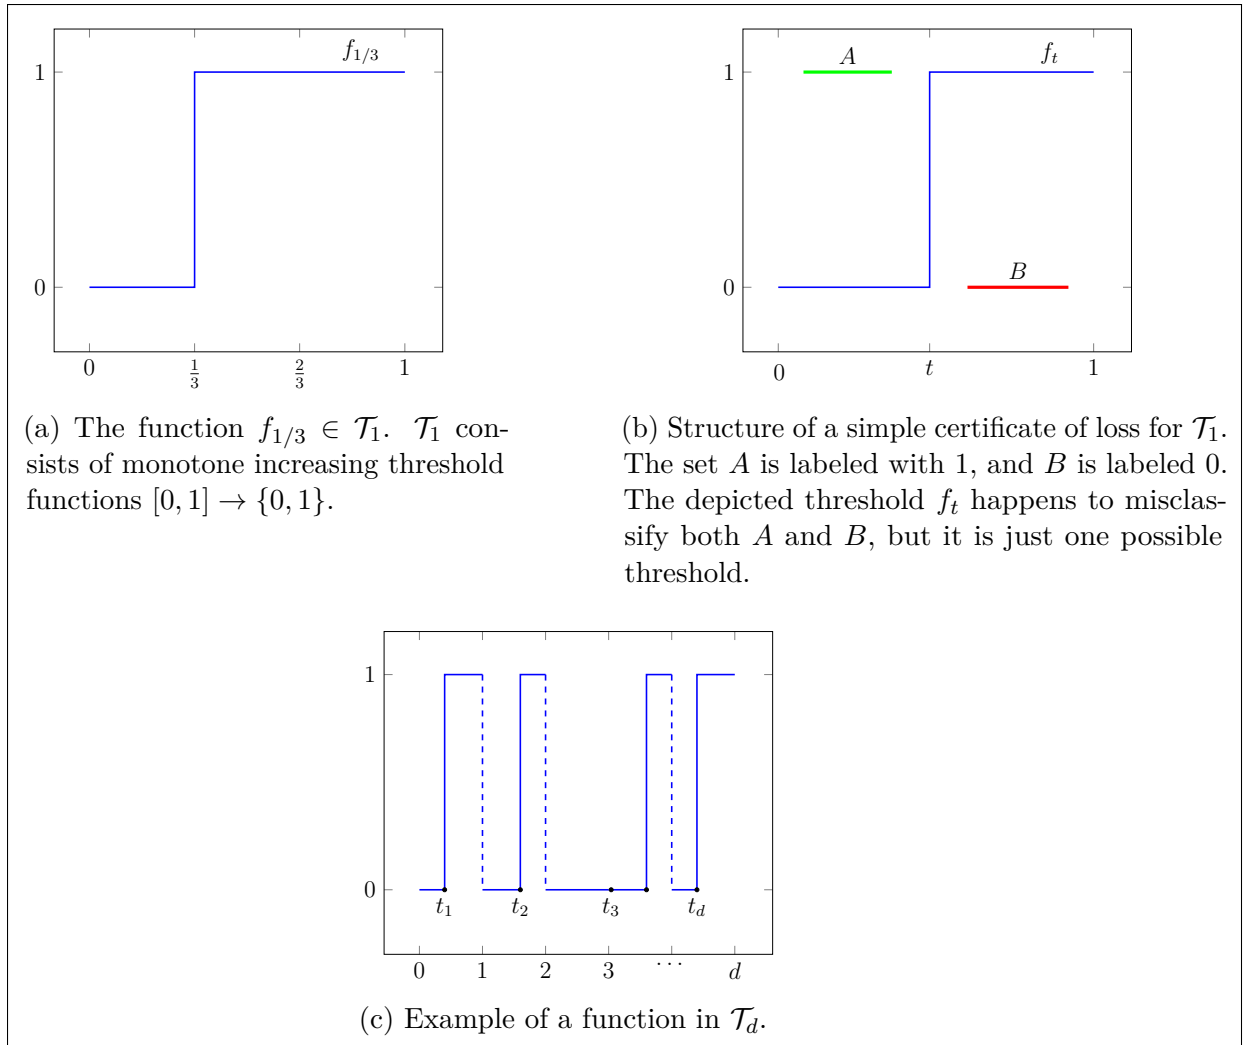 f_{1/3}
1
0
0 1/3 2/3 1
(a) The function f_{1/3} ∈ 𝒯_1. 𝒯_1 con-
sists of monotone increasing threshold
functions [0, 1] → {0, 1}.
A f_t
1
B
0
0 t 1
(b) Structure of a simple certificate of loss for 𝒯_1.
The set A is labeled with 1, and B is labeled 0.
The depicted threshold f_t happens to misclas-
sify both A and B, but it is just one possible
threshold.
1
0
t_1 t_2 t_3 t_d
0 1 2 3 ··· d
(c) Example of a function in 𝒯_d.